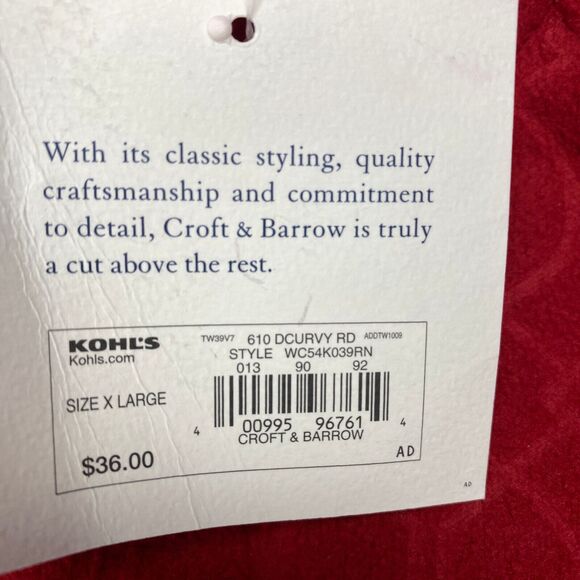 With its classic styling, quality
craftsmanship and commitment
to detail, Croft & Barrow is truly
a cut above the rest.
KOHL'S TW39V7 610 DCURVY RD ADDTW1009
Kohls.com STYLE WC54K039RN
013 90 92
SIZE X LARGE
4 00995 96761 4
CROFT & BARROW
$36.00 AD
AD